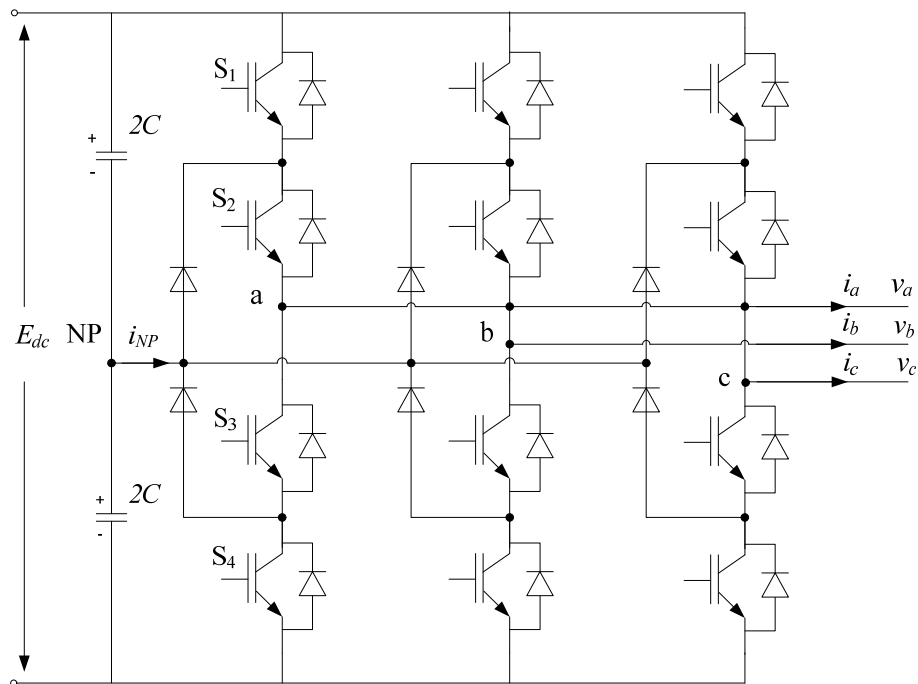 S₁
+ 2C
-
S₂
a
i_a v_a
E_dc NP i_NP b i_b v_b
c i_c v_c
S₃
+ 2C
-
S₄